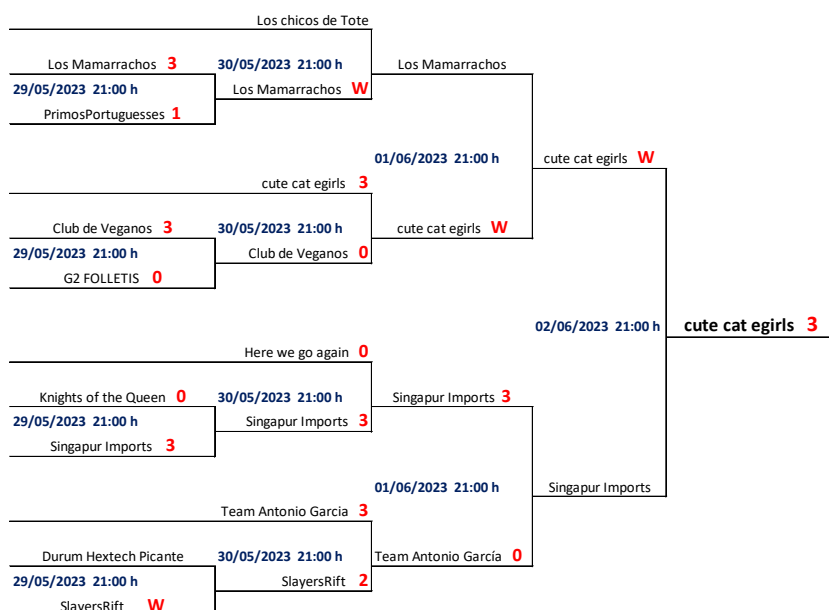 Los chicos de Tote
Los Mamarrachos 3 30/05/2023 21:00 h Los Mamarrachos
29/05/2023 21:00 h Los Mamarrachos W
PrimosPortuguesses 1
01/06/2023 21:00 h cute cat egirls W
cute cat egirls 3
Club de Veganos 3 30/05/2023 21:00 h cute cat egirls W
29/05/2023 21:00 h Club de Veganos 0
G2 FOLLETIS 0
02/06/2023 21:00 h cute cat egirls 3
Here we go again 0
Knights of the Queen 0 30/05/2023 21:00 h Singapur Imports 3
29/05/2023 21:00 h Singapur Imports 3
Singapur Imports 3
01/06/2023 21:00 h Singapur Imports
Team Antonio Garcia 3
Durum Hextech Picante 30/05/2023 21:00 h Team Antonio García 0
29/05/2023 21:00 h SlayersRift 2
SlayersRift W